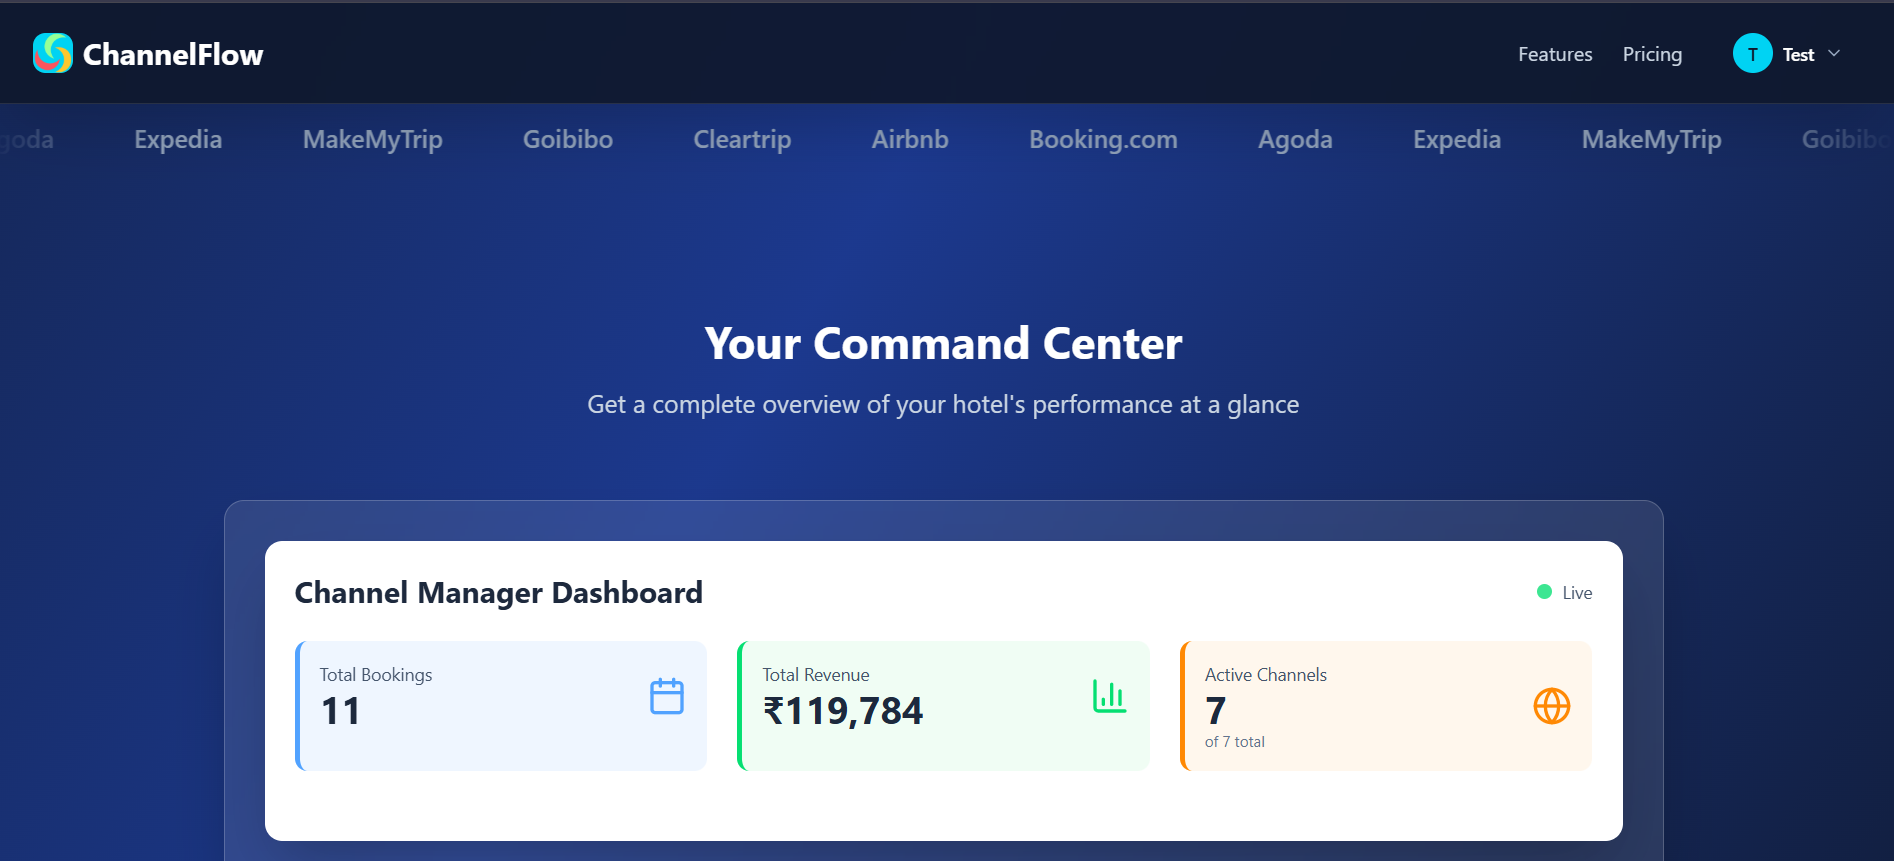 ChannelFlow
Features Pricing T Test
goda Expedia MakeMyTrip Goibibo Cleartrip Airbnb Booking.com Agoda Expedia MakeMyTrip Goibibo
Your Command Center
Get a complete overview of your hotel's performance at a glance
Channel Manager Dashboard
Live
Total Bookings
11
Total Revenue
₹119,784
Active Channels
7
of 7 total